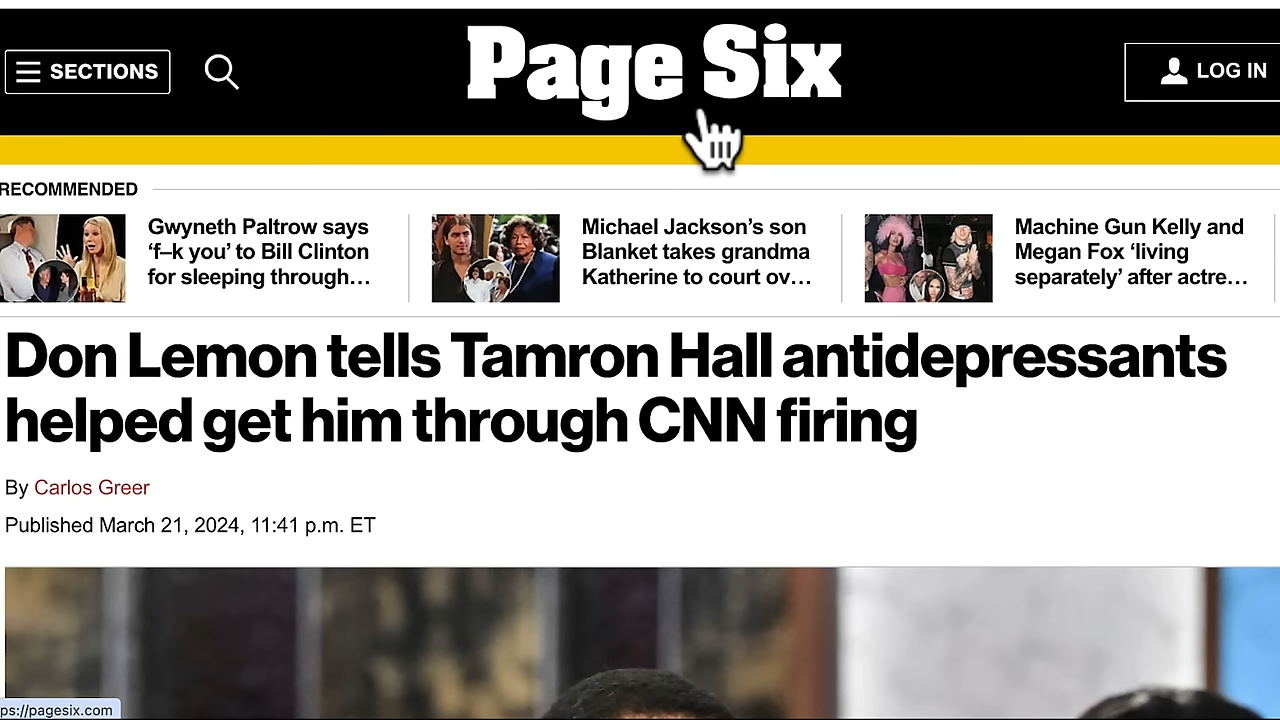 SECTIONS
Page Six
LOG IN
RECOMMENDED
Gwyneth Paltrow says
‘f–k you’ to Bill Clinton
for sleeping through…
Michael Jackson’s son
Blanket takes grandma
Katherine to court ov…
Machine Gun Kelly and
Megan Fox ‘living
separately’ after actre…
Don Lemon tells Tamron Hall antidepressants
helped get him through CNN firing
By Carlos Greer
Published March 21, 2024, 11:41 p.m. ET
ps://pagesix.com